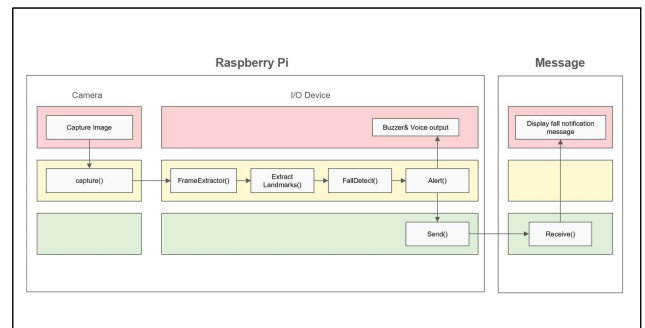 Raspberry Pi
Message
Camera
I/O Device
Capture Image
Buzzer& Voice output
Display fall notification
message
capture()
FrameExtractor()
Extract
Landmarks()
FallDetect()
Alert()
Send()
Receive()